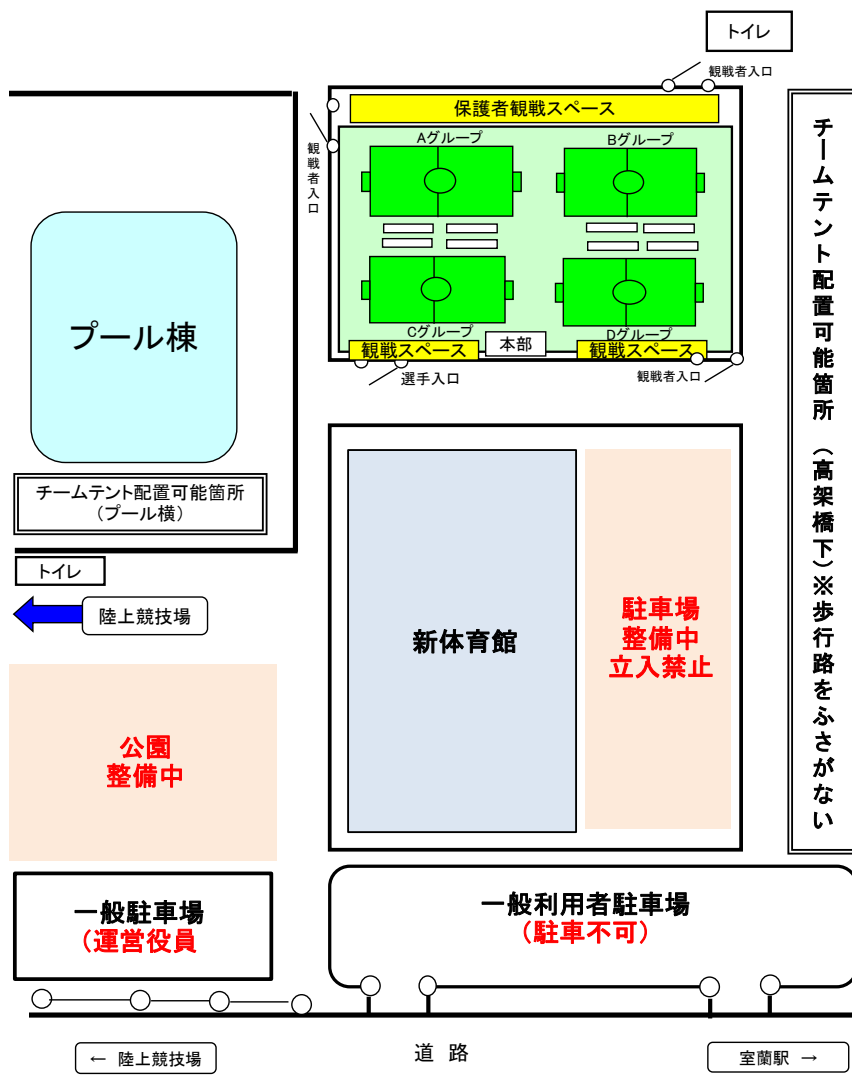 トイレ
観戦者入口
保護者観戦スペース
観戦者入口
Aグループ
Bグループ
Cグループ
Dグループ
観戦スペース
本部
観戦スペース
選手入口
観戦者入口
チームテント配置可能箇所 （高架橋下）※歩行路をふさがない
プール棟
チームテント配置可能箇所
（プール横）
トイレ
陸上競技場
新体育館
駐車場
整備中
立入禁止
公園
整備中
一般駐車場
（運営役員
一般利用者駐車場
（駐車不可）
← 陸上競技場
道 路
室蘭駅 →